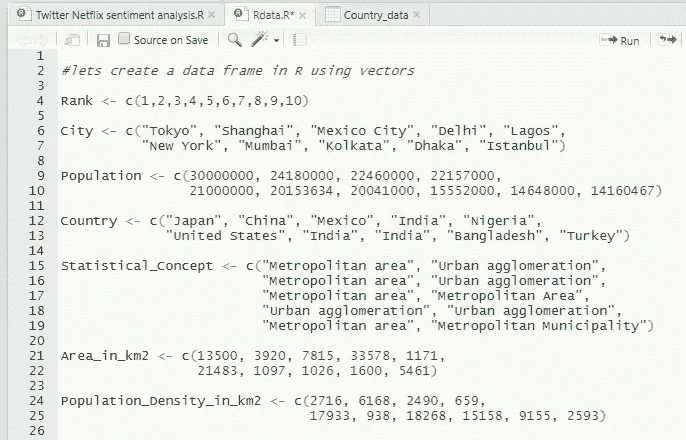 Twitter Netflix sentiment analysis.R × Rdata.R* × Country_data ×
Source on Save Run
1
2 #lets create a data frame in R using vectors
3
4 Rank <- c(1,2,3,4,5,6,7,8,9,10)
5
6 City <- c("Tokyo", "Shanghai", "Mexico City", "Delhi", "Lagos",
7 "New York", "Mumbai", "Kolkata", "Dhaka", "Istanbul")
8
9 Population <- c(30000000, 24180000, 22460000, 22157000,
10 21000000, 20153634, 20041000, 15552000, 14648000, 14160467)
11
12 Country <- c("Japan", "China", "Mexico", "India", "Nigeria",
13 "United States", "India", "India", "Bangladesh", "Turkey")
14
15 Statistical_Concept <- c("Metropolitan area", "Urban agglomeration",
16 "Metropolitan area", "Urban agglomeration",
17 "Metropolitan area", "Metropolitan Area",
18 "Urban agglomeration", "Urban agglomeration",
19 "Metropolitan area", "Metropolitan Municipality")
20
21 Area_in_km2 <- c(13500, 3920, 7815, 33578, 1171,
22 21483, 1097, 1026, 1600, 5461)
23
24 Population_Density_in_km2 <- c(2716, 6168, 2490, 659,
25 17933, 938, 18268, 15158, 9155, 2593)
26